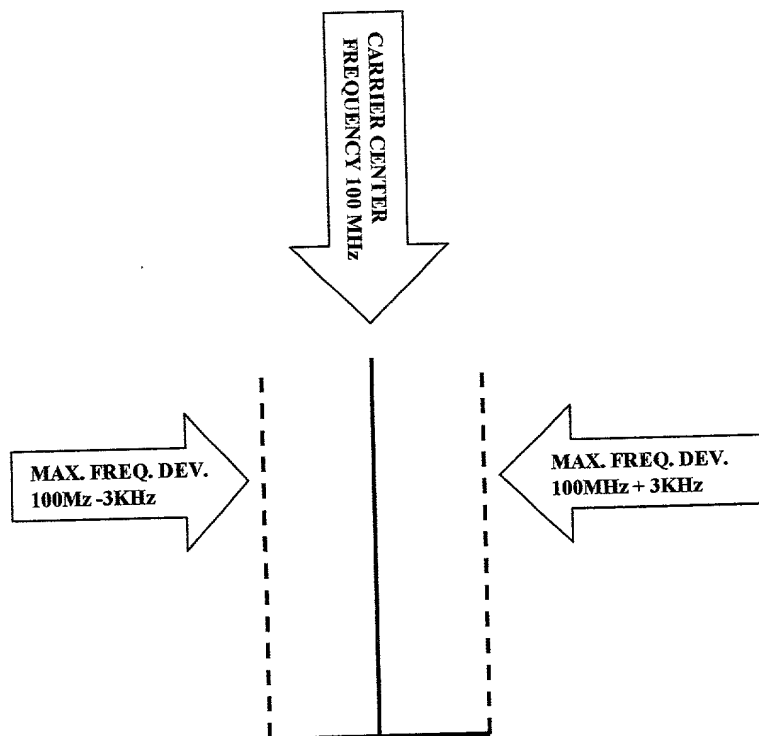 CARRIER CENTER
FREQUENCY 100 MHz
MAX. FREQ. DEV.
100Mz -3KHz
MAX. FREQ. DEV.
100MHz + 3KHz